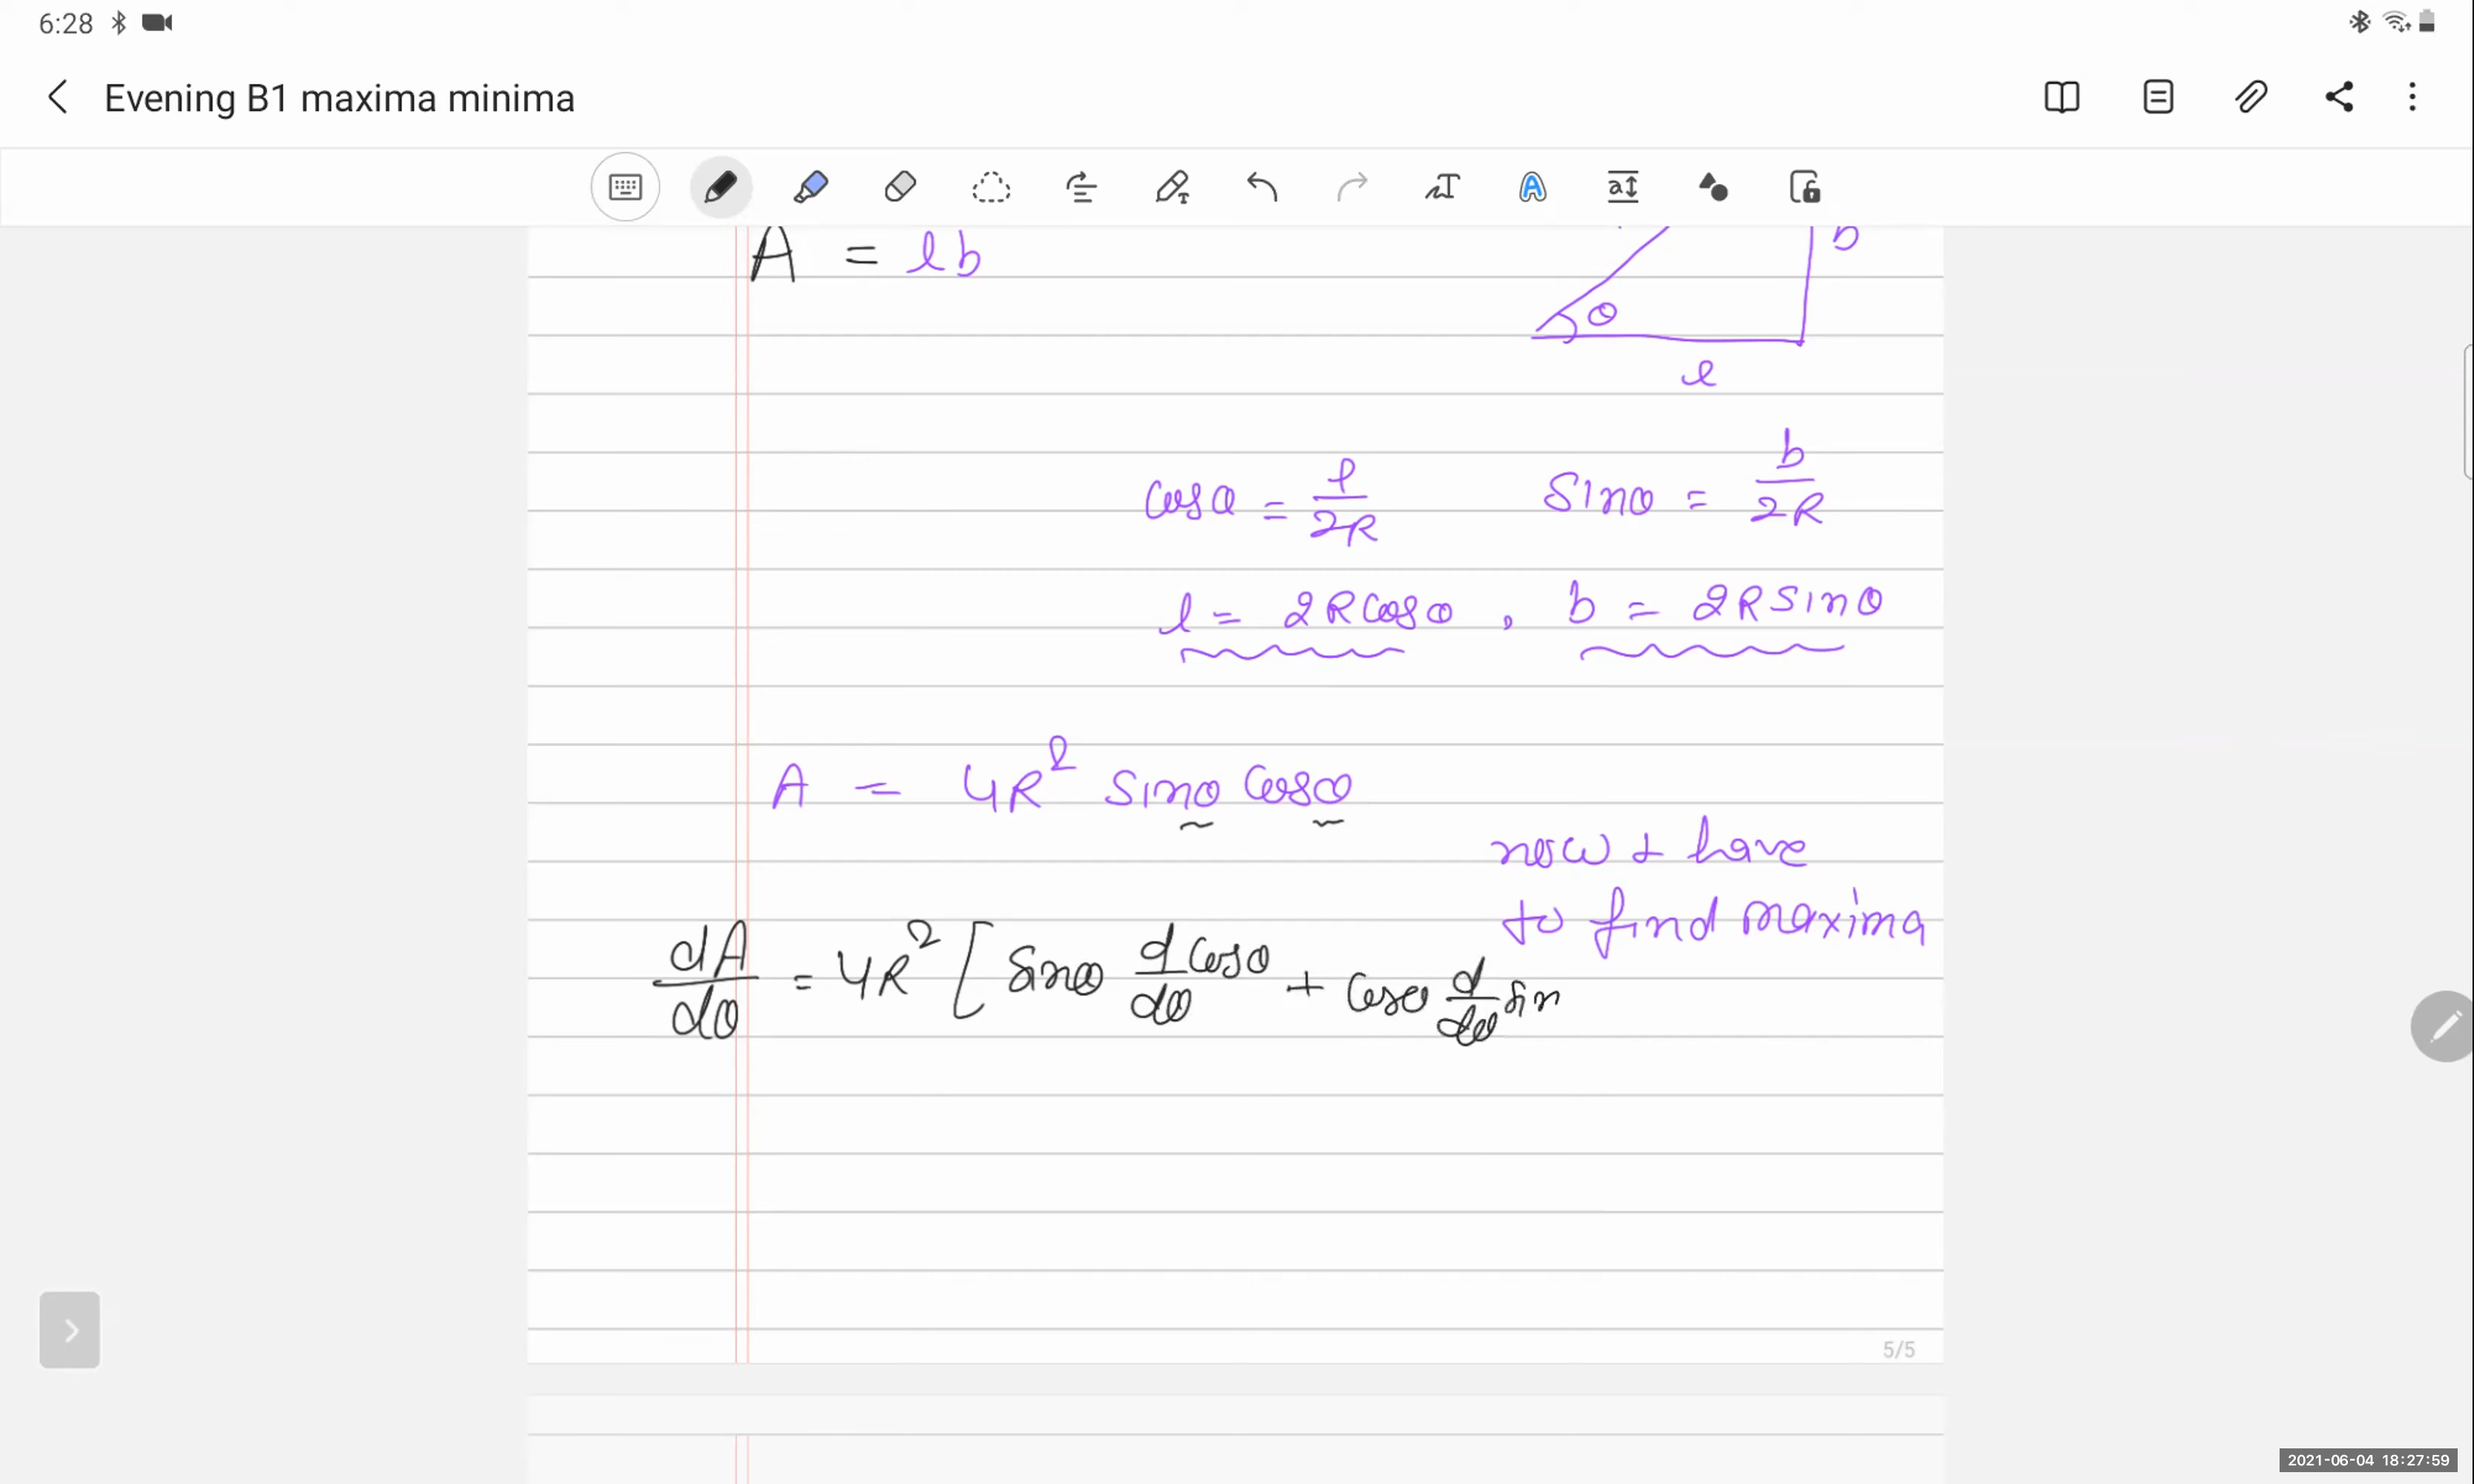 6:28
Evening B1 maxima minima
A = lb
b
θ
l
cosθ = l/2R    sinθ = b/2R
l = 2R cosθ , b = 2R sinθ
A = 4R² sinθ cosθ
now I have
to find maxima
dA/dθ = 4R² [ sinθ d cosθ/dθ + cosθ d/dθ sin
5/5
2021-06-04 18:27:59